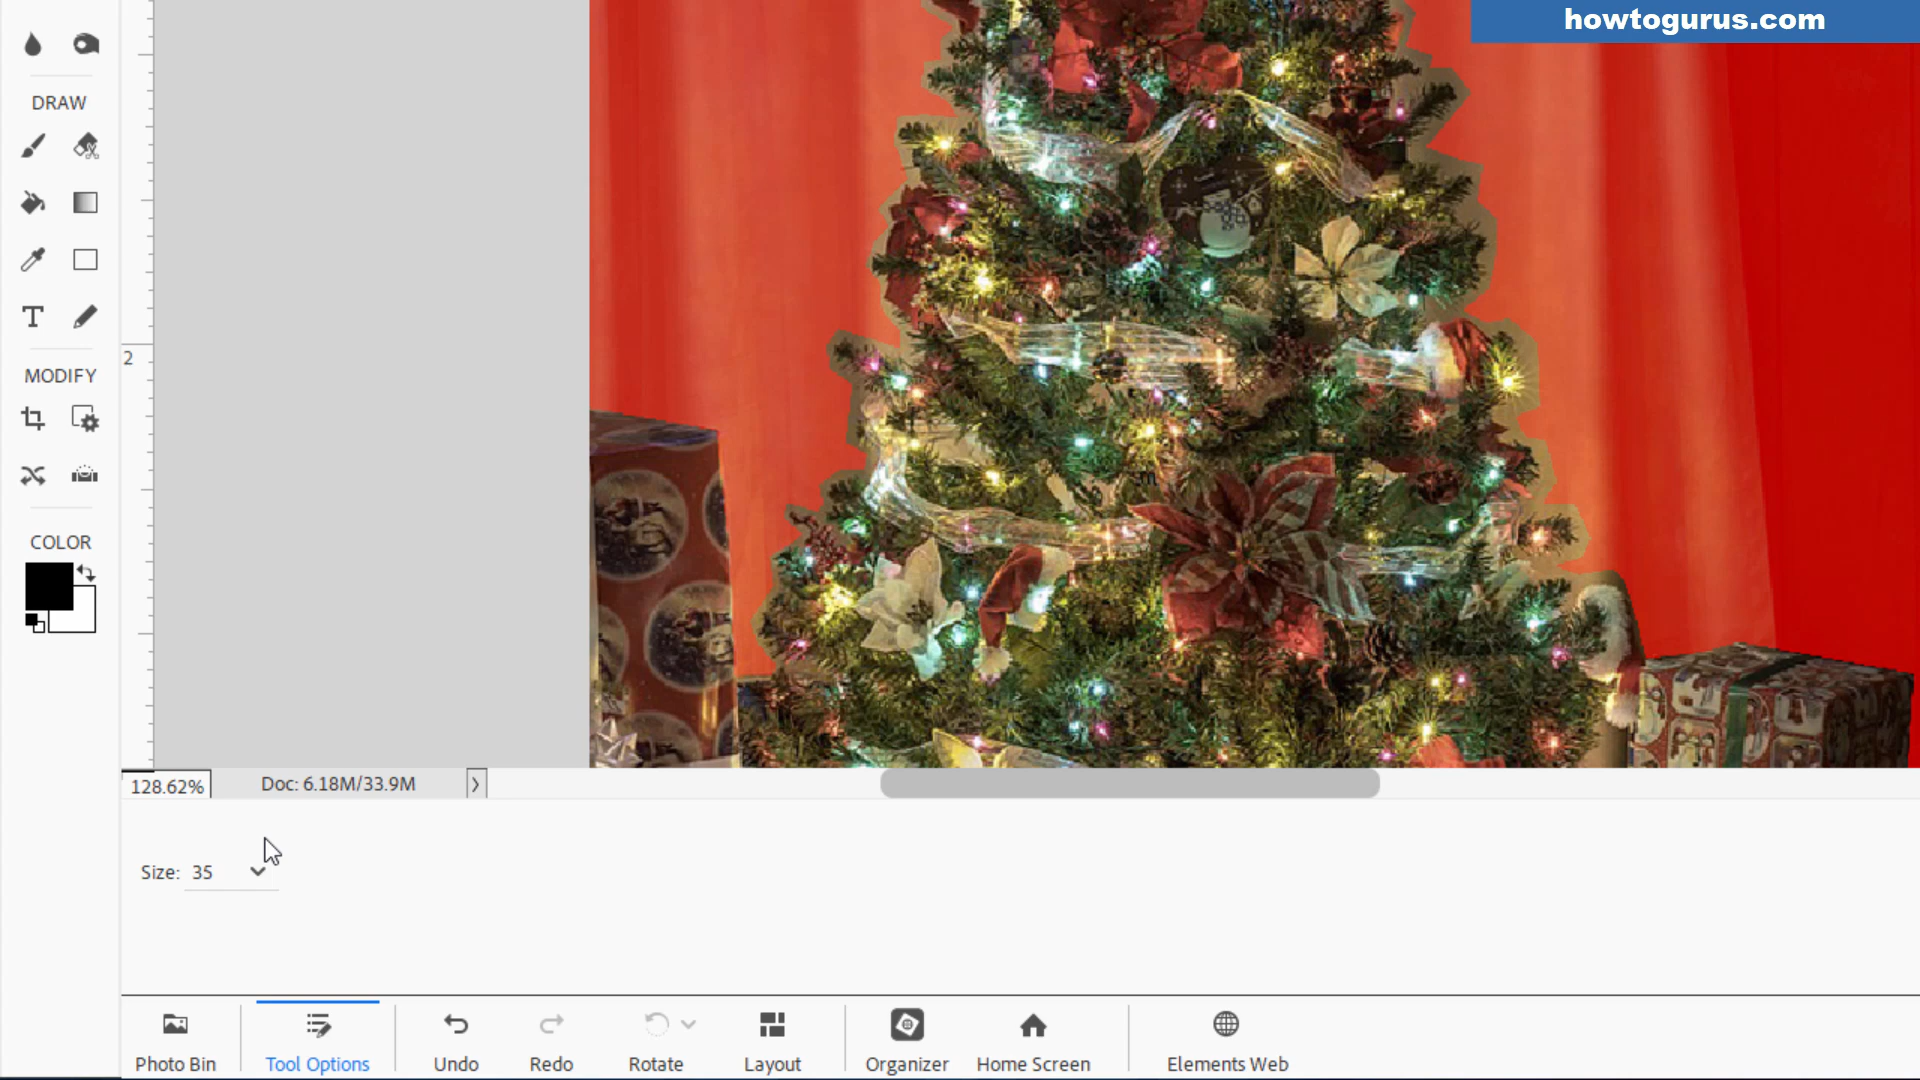 howtogurus.com
DRAW
T
2
MODIFY
COLOR
128.62%
Doc: 6.18M/33.9M
Size: 35
Photo Bin
Tool Options
Undo
Redo
Rotate
Layout
Organizer
Home Screen
Elements Web